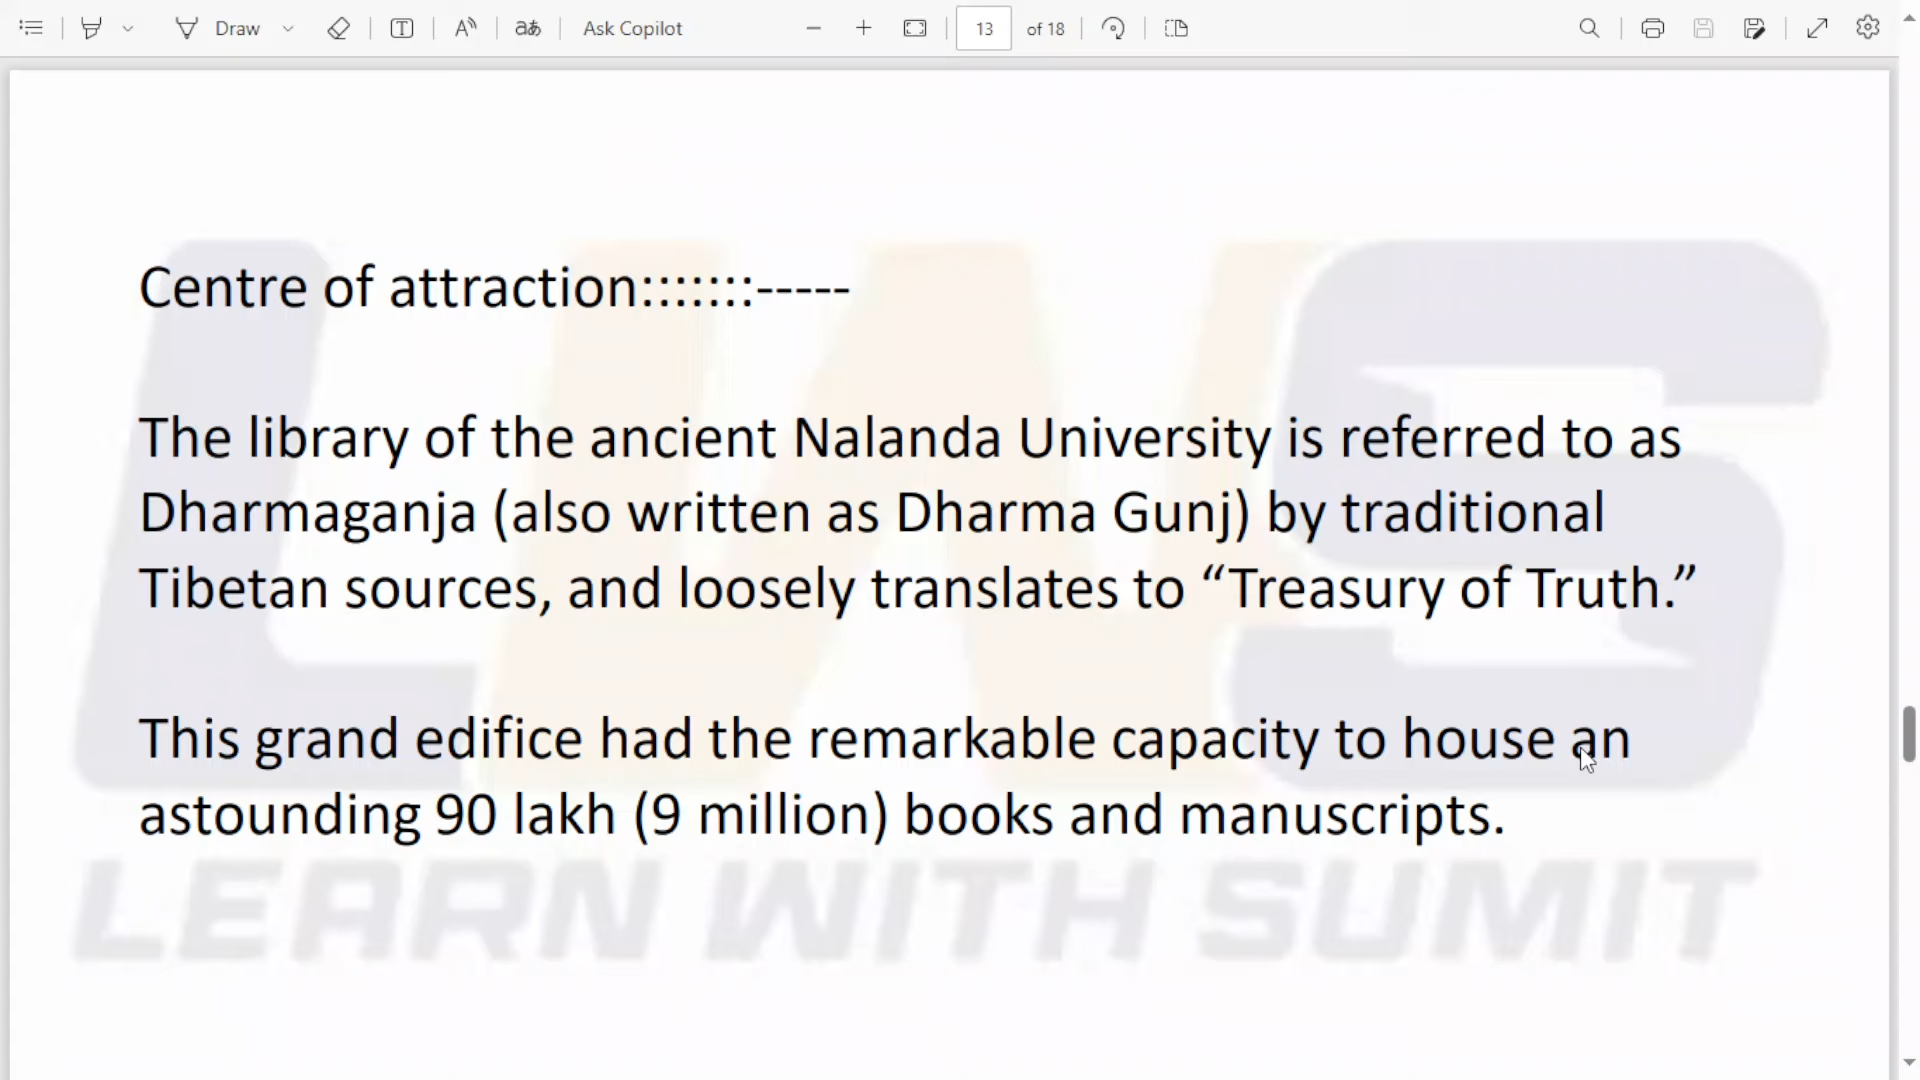 Draw
Ask Copilot
13 of 18
Centre of attraction:::::::-----
The library of the ancient Nalanda University is referred to as
Dharmaganja (also written as Dharma Gunj) by traditional
Tibetan sources, and loosely translates to “Treasury of Truth.”
This grand edifice had the remarkable capacity to house an
astounding 90 lakh (9 million) books and manuscripts.
LWS
LEARN WITH SUMIT